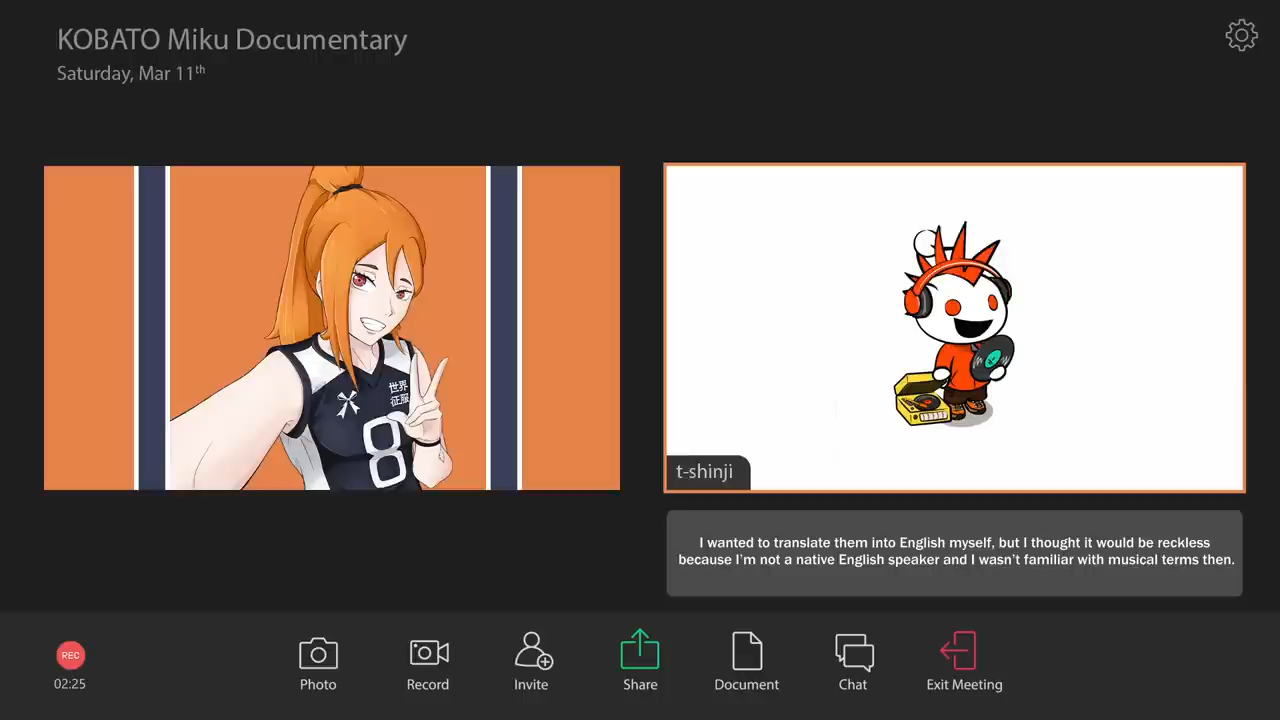 KOBATO Miku Documentary
Saturday, Mar 11th
世界
征服
8
t-shinji
I wanted to translate them into English myself, but I thought it would be reckless
because I'm not a native English speaker and I wasn't familiar with musical terms then.
REC
02:25
Photo
Record
Invite
Share
Document
Chat
Exit Meeting